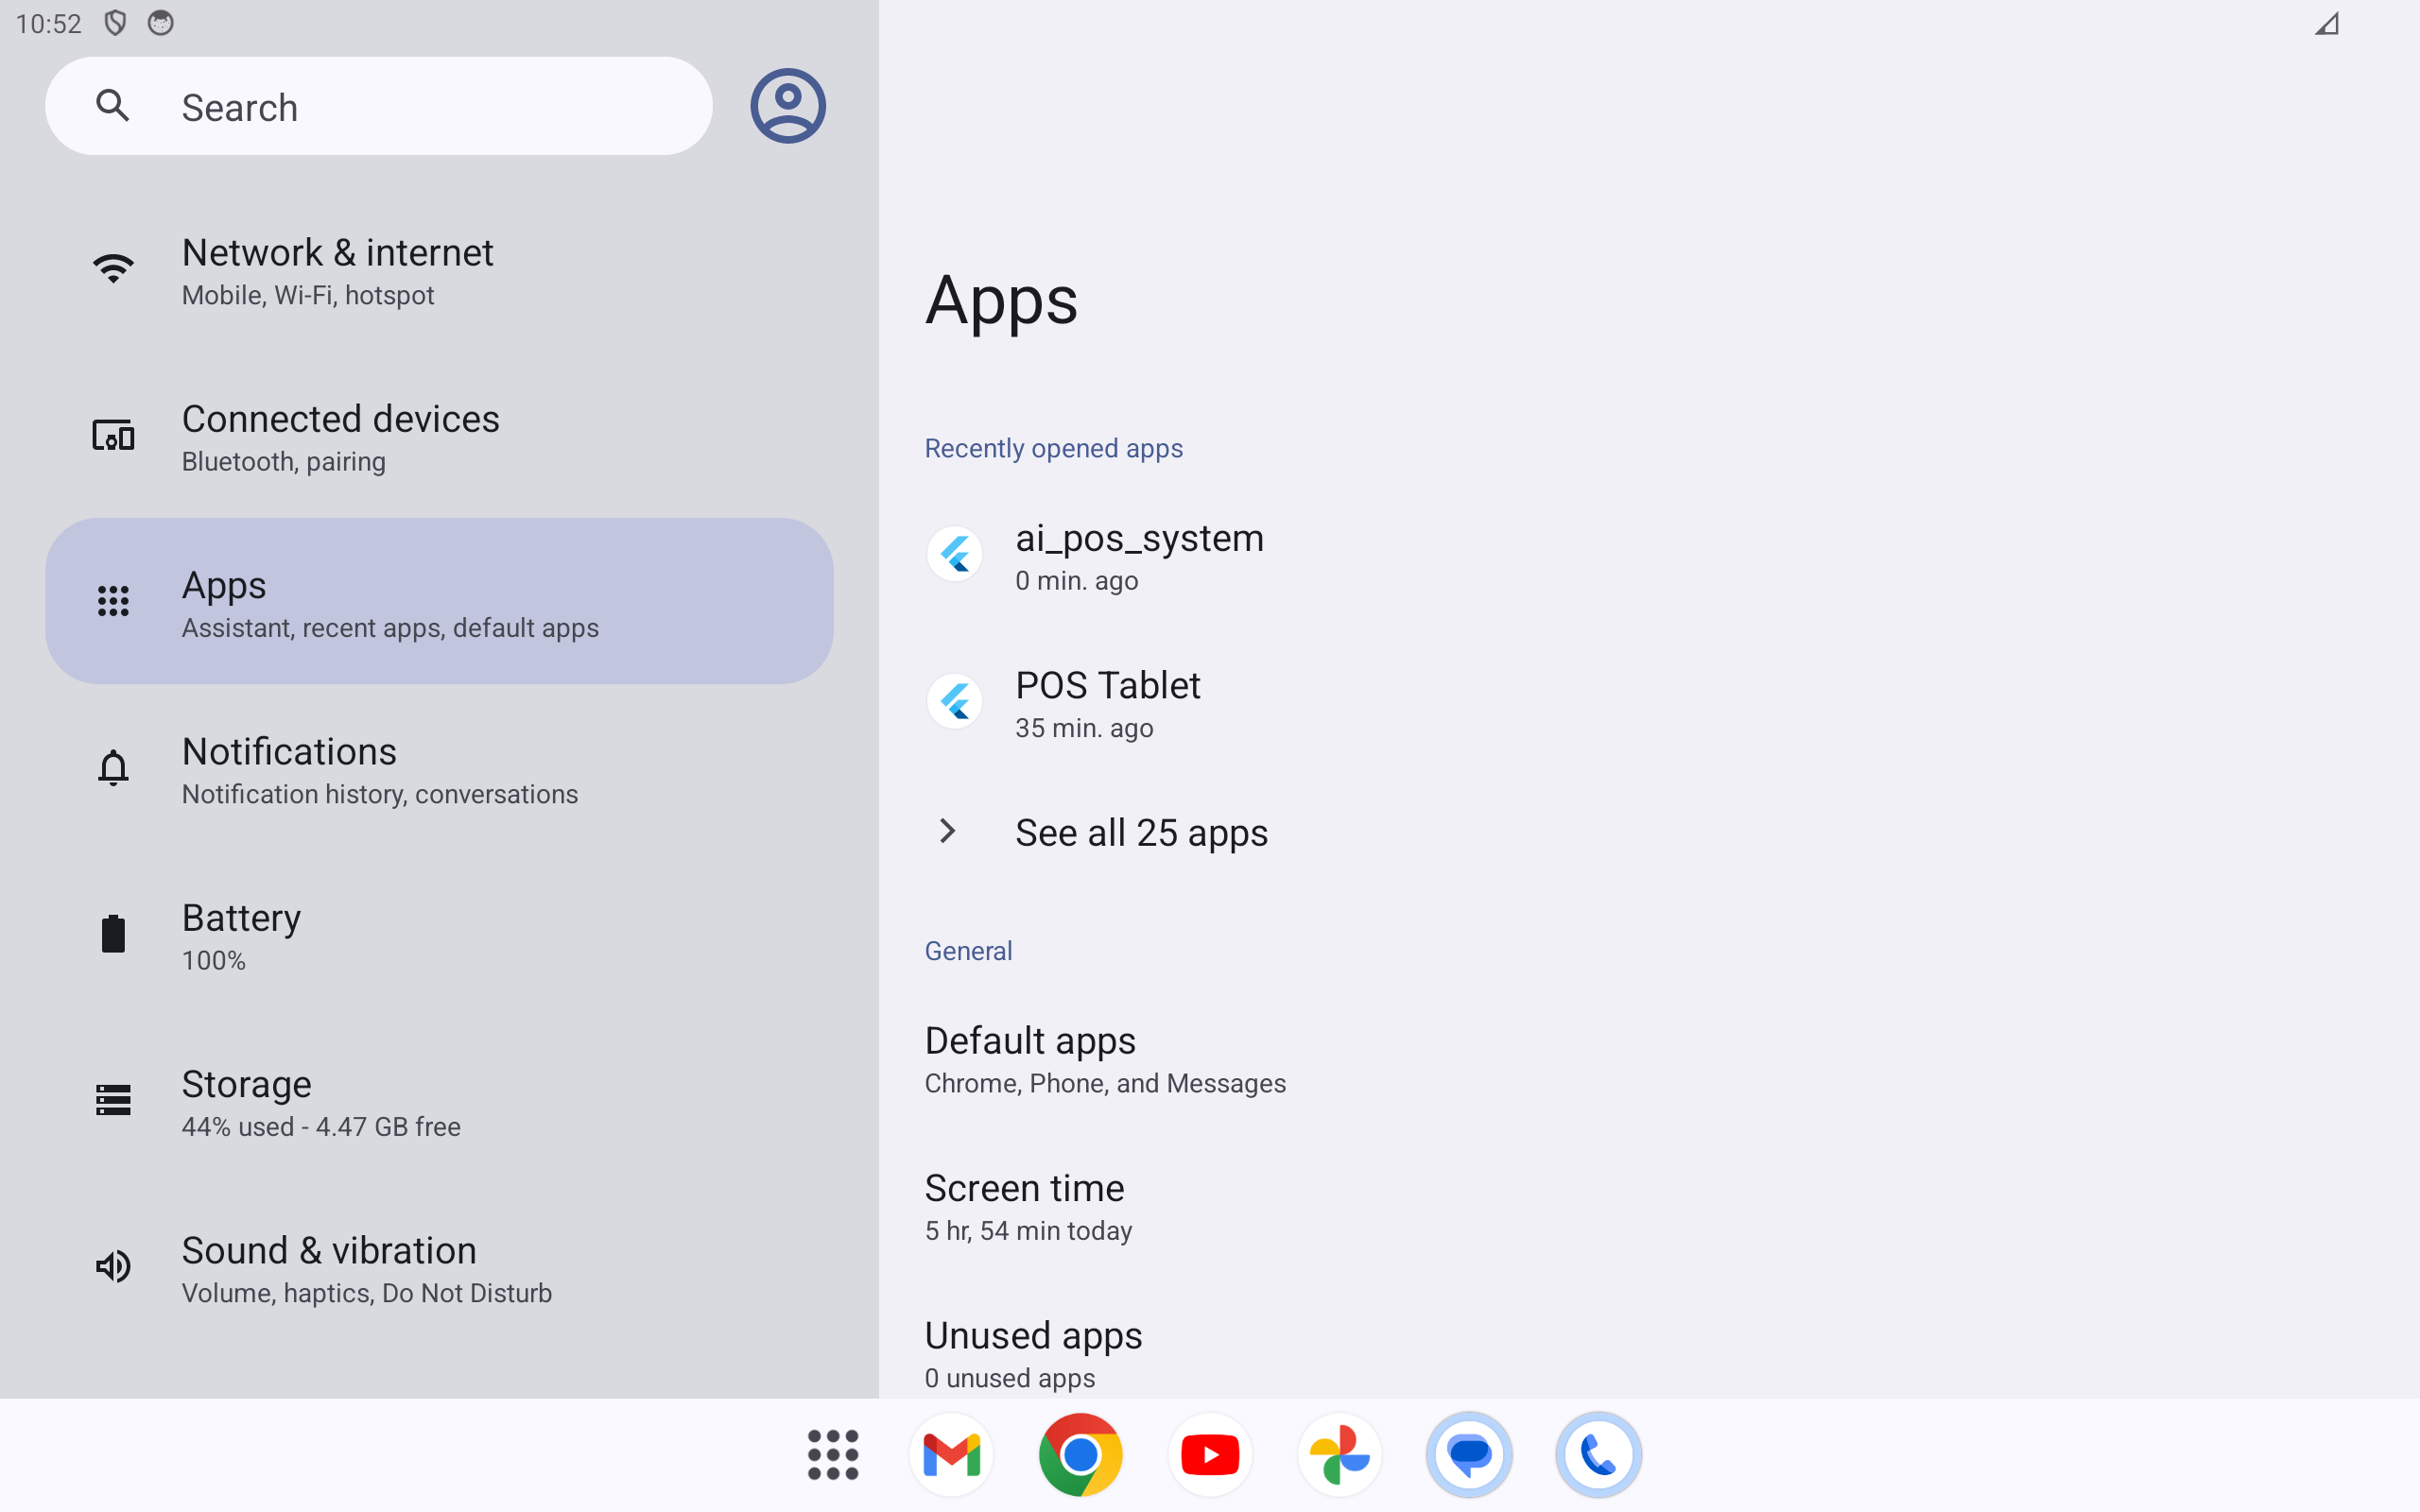 10:52
Search
Network & internet
Mobile, Wi-Fi, hotspot
Connected devices
Bluetooth, pairing
Apps
Assistant, recent apps, default apps
Notifications
Notification history, conversations
Battery
100%
Storage
44% used - 4.47 GB free
Sound & vibration
Volume, haptics, Do Not Disturb
Apps
Recently opened apps
ai_pos_system
0 min. ago
POS Tablet
35 min. ago
See all 25 apps
General
Default apps
Chrome, Phone, and Messages
Screen time
5 hr, 54 min today
Unused apps
0 unused apps